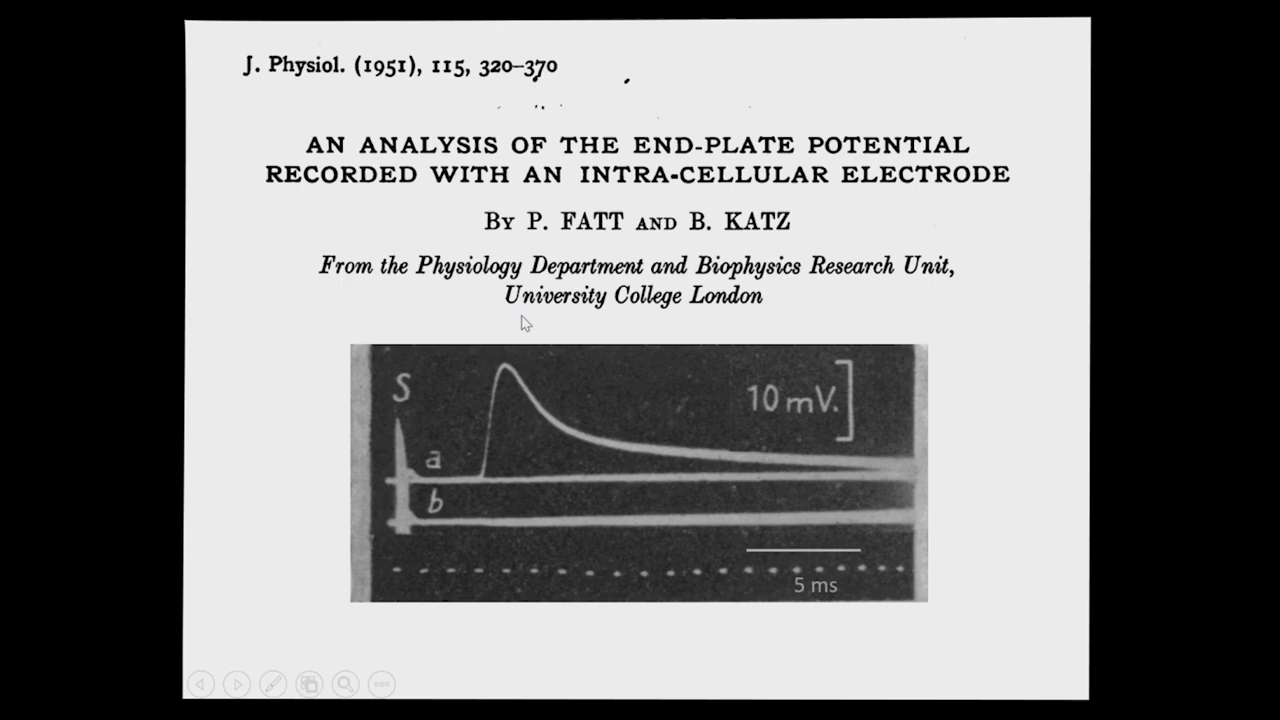 J. Physiol. (1951), 115, 320–370
AN ANALYSIS OF THE END-PLATE POTENTIAL
RECORDED WITH AN INTRA-CELLULAR ELECTRODE
BY P. FATT AND B. KATZ
From the Physiology Department and Biophysics Research Unit,
University College London
S
10 mV.
a
b
5 ms